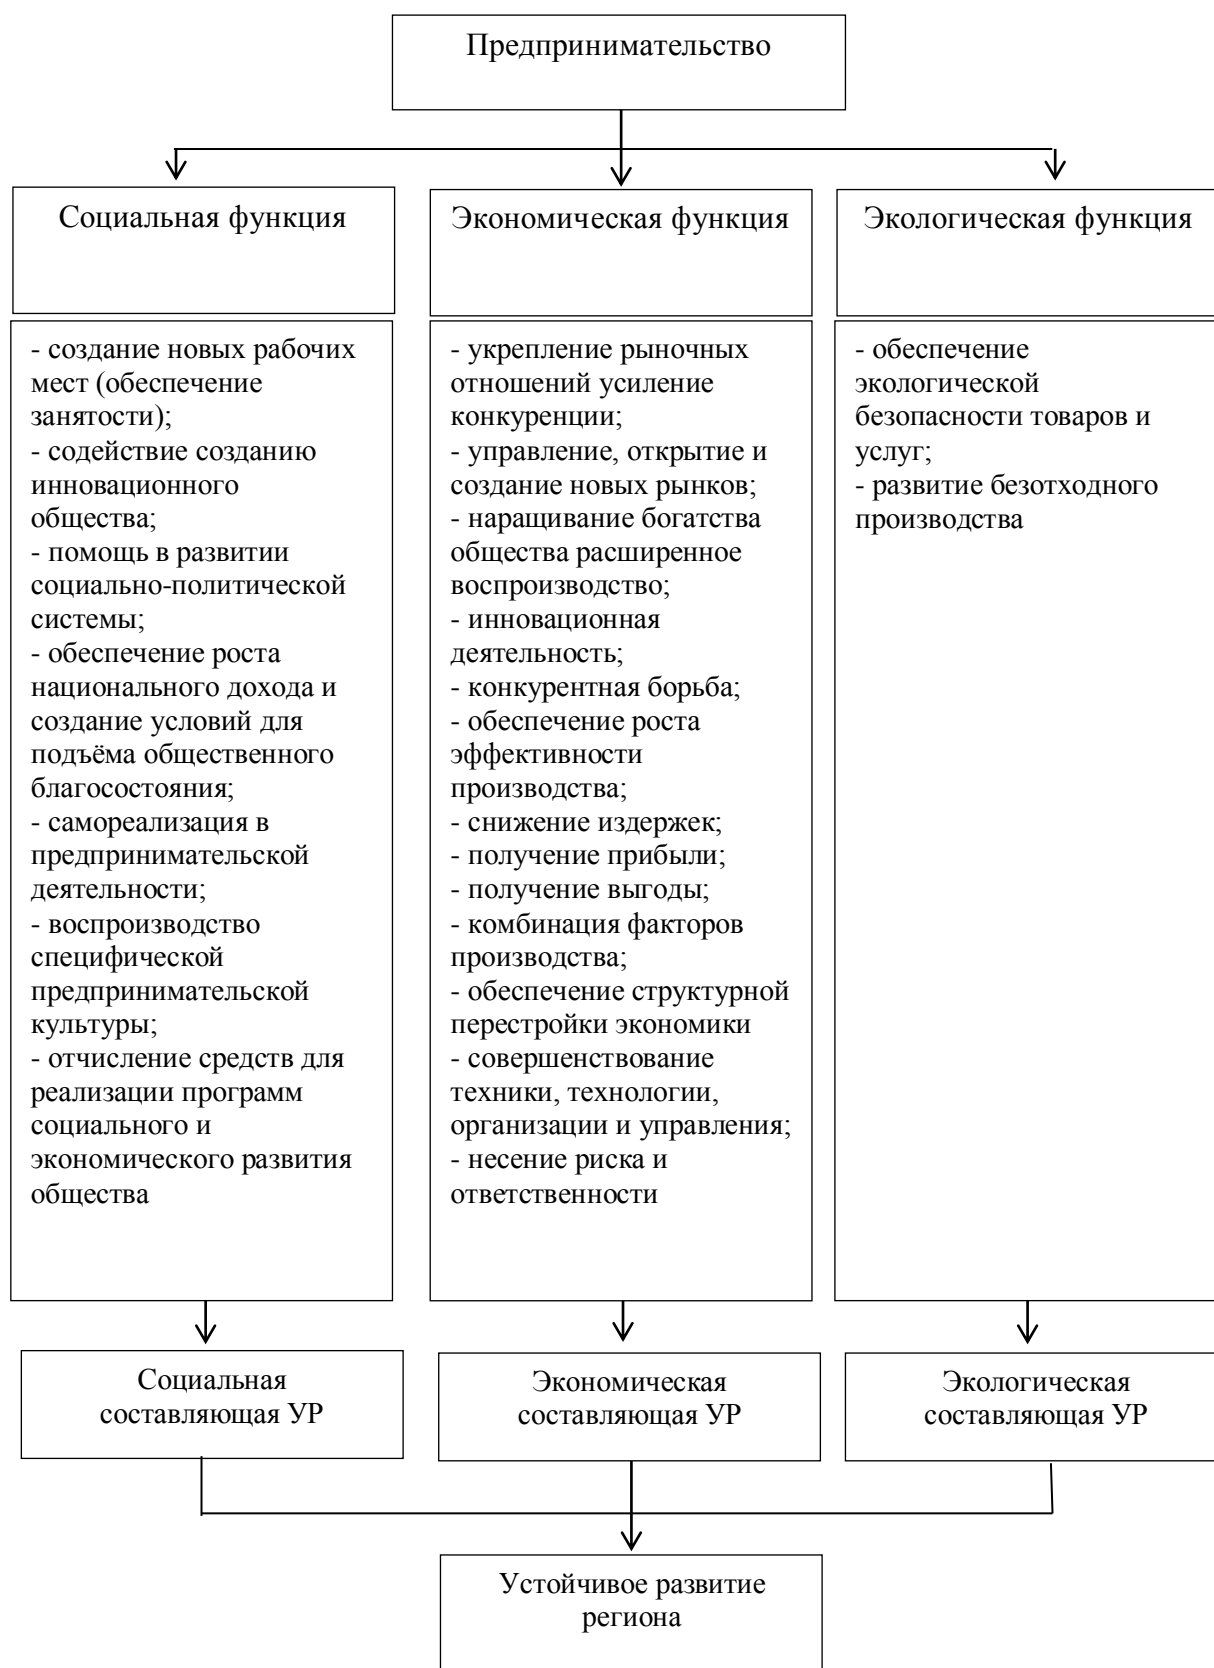 Предпринимательство
Социальная функция
Экономическая функция
Экологическая функция
- создание новых рабочих
мест (обеспечение
занятости);
- содействие созданию
инновационного
общества;
- помощь в развитии
социально-политической
системы;
- обеспечение роста
национального дохода и
создание условий для
подъёма общественного
благосостояния;
- самореализация в
предпринимательской
деятельности;
- воспроизводство
специфической
предпринимательской
культуры;
- отчисление средств для
реализации программ
социального и
экономического развития
общества
- укрепление рыночных
отношений усиление
конкуренции;
- управление, открытие и
создание новых рынков;
- наращивание богатства
общества расширенное
воспроизводство;
- инновационная
деятельность;
- конкурентная борьба;
- обеспечение роста
эффективности
производства;
- снижение издержек;
- получение прибыли;
- получение выгоды;
- комбинация факторов
производства;
- обеспечение структурной
перестройки экономики
- совершенствование
техники, технологии,
организации и управления;
- несение риска и
ответственности
- обеспечение
экологической
безопасности товаров и
услуг;
- развитие безотходного
производства
Социальная
составляющая УР
Экономическая
составляющая УР
Экологическая
составляющая УР
Устойчивое развитие
региона